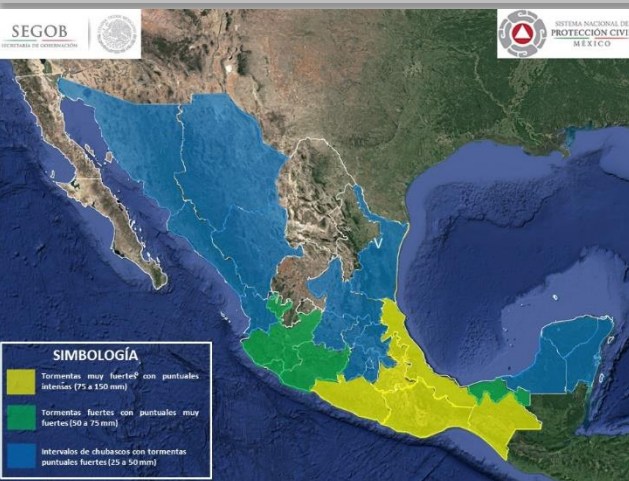 SEGOB
SECRETARÍA DE GOBERNACIÓN
SISTEMA NACIONAL DE
PROTECCIÓN CIVI
MÉXICO
V
SIMBOLOGÍA
Tormentas muy fuertes con puntuales
intensas (75 a 150 mm)
Tormentas fuertes con puntuales muy
fuertes (50 a 75 mm)
Intervalos de chubascos con tormentas
puntuales fuertes (25 a 50 mm)